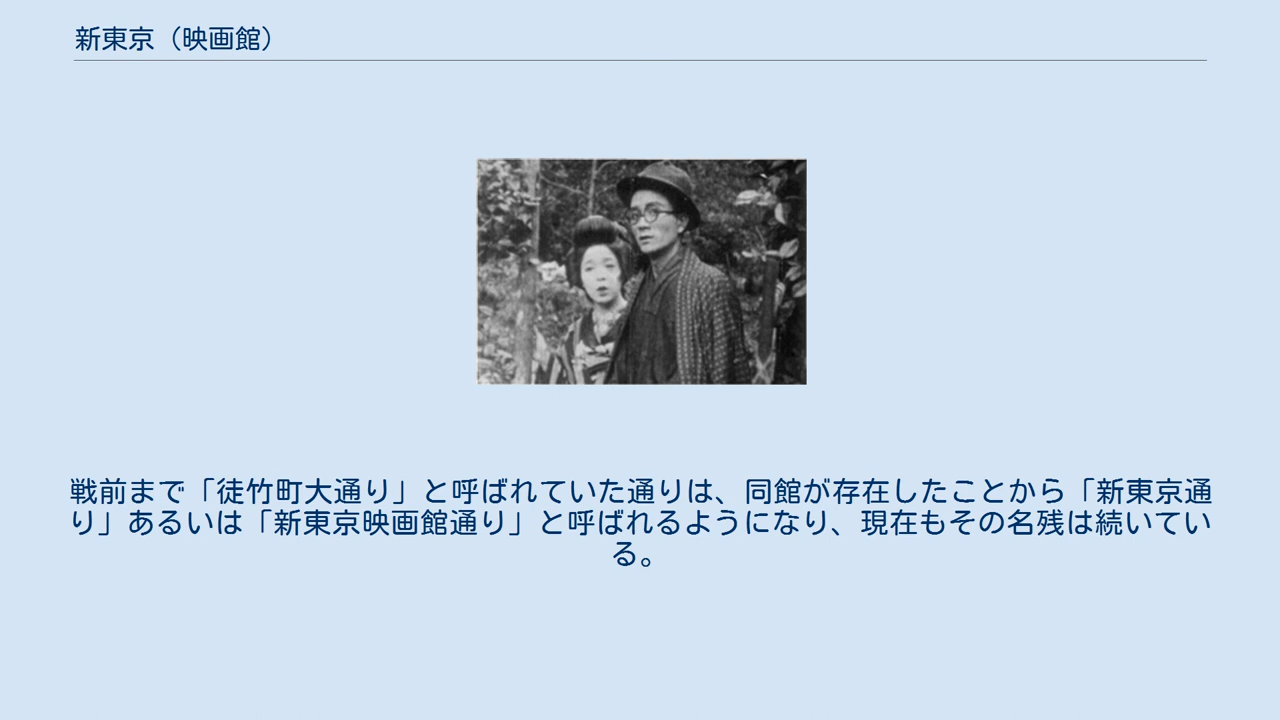 新東京（映画館）
戦前まで「徒竹町大通り」と呼ばれていた通りは、同館が存在したことから「新東京通
り」あるいは「新東京映画館通り」と呼ばれるようになり、現在もその名残は続いてい
る。